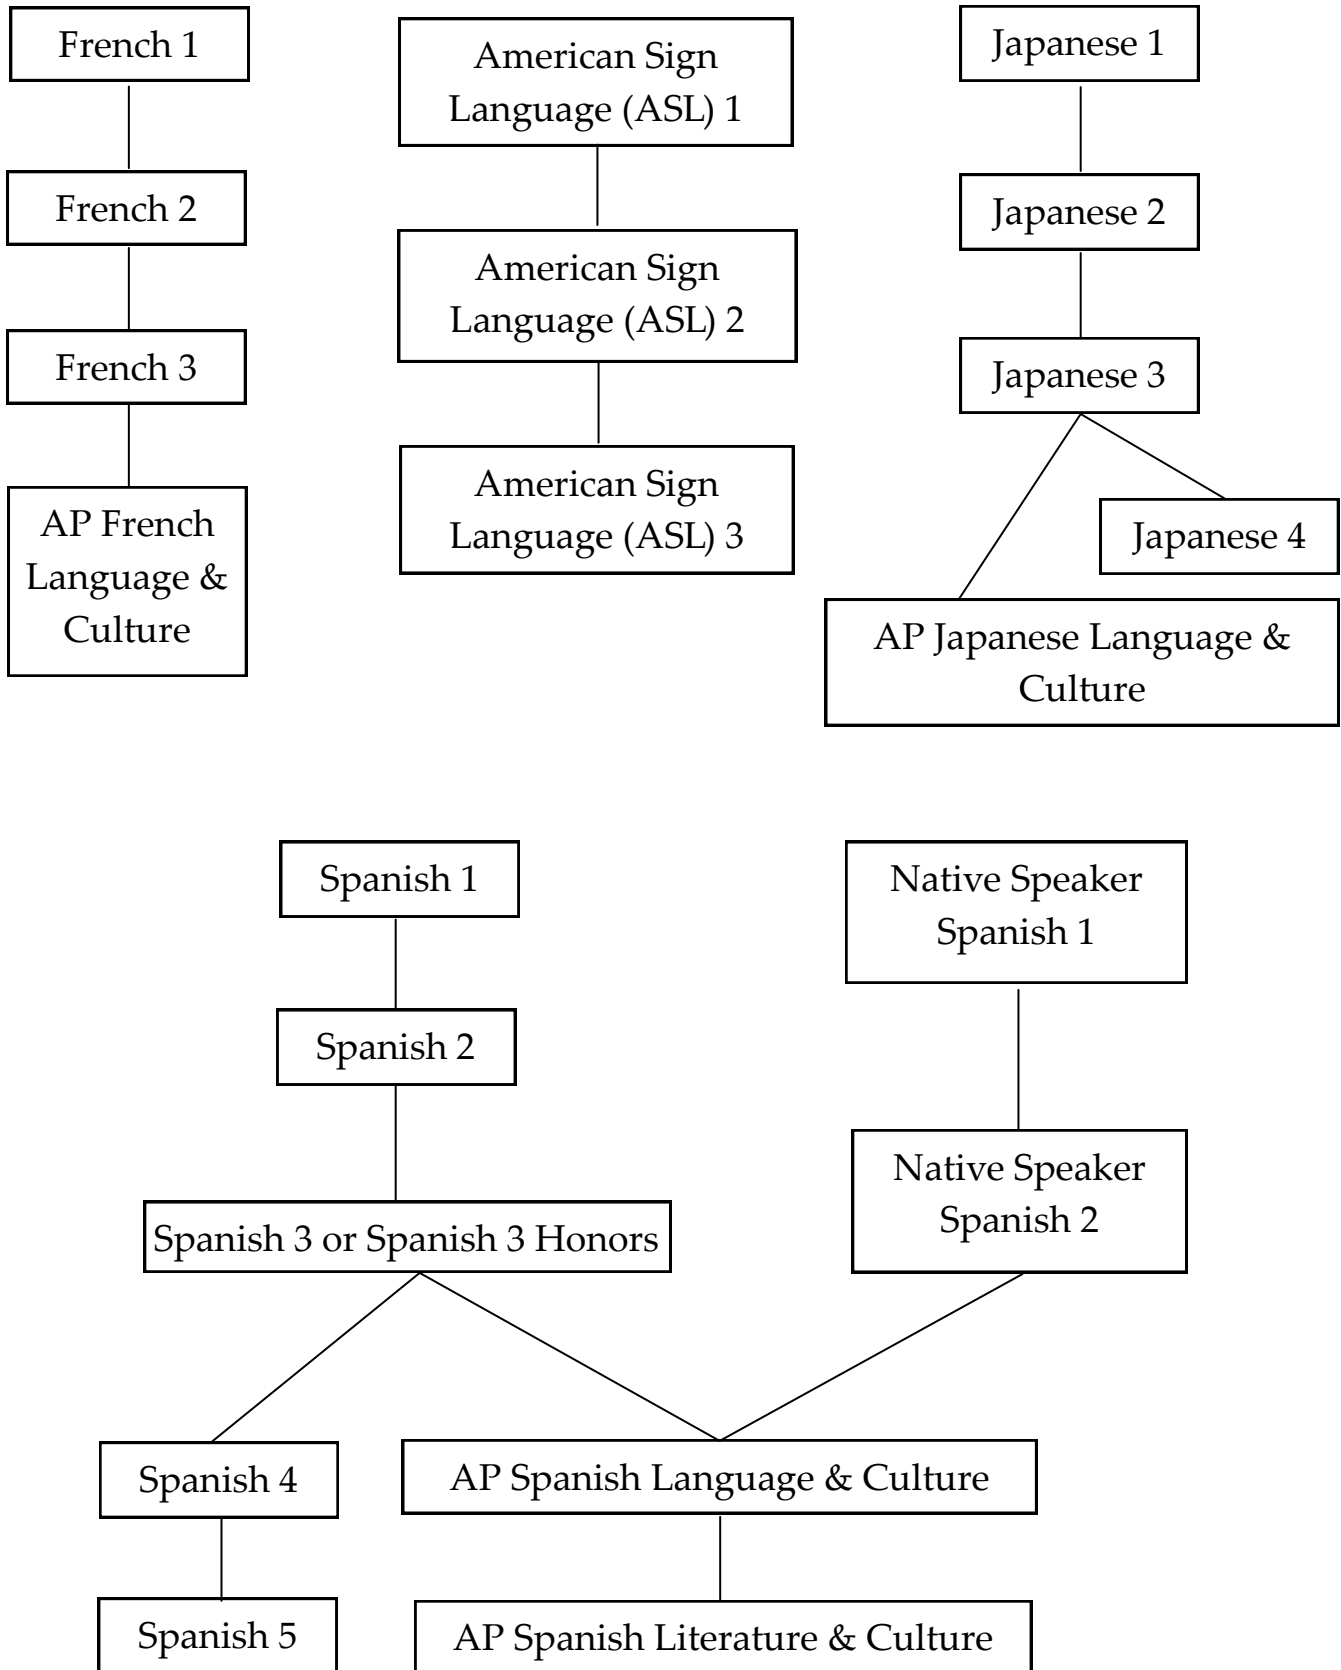 French 1
French 2
French 3
AP French
Language &
Culture
American Sign
Language (ASL) 1
American Sign
Language (ASL) 2
American Sign
Language (ASL) 3
Japanese 1
Japanese 2
Japanese 3
Japanese 4
AP Japanese Language &
Culture
Spanish 1
Spanish 2
Spanish 3 or Spanish 3 Honors
Native Speaker
Spanish 1
Native Speaker
Spanish 2
Spanish 4
AP Spanish Language & Culture
Spanish 5
AP Spanish Literature & Culture